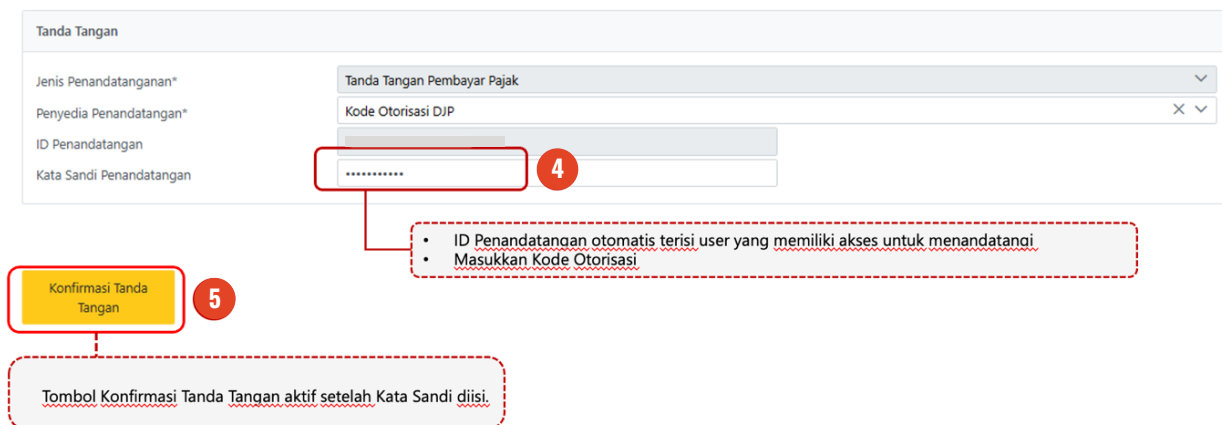 Tanda Tangan
Jenis Penandatanganan*
Tanda Tangan Pembayar Pajak
Penyedia Penandatangan*
Kode Otorisasi DJP
ID Penandatangan
Kata Sandi Penandatangan
•••••••••••
4
• ID Penandatangan otomatis terisi user yang memiliki akses untuk menandatangi
• Masukkan Kode Otorisasi
Konfirmasi Tanda
Tangan
5
Tombol Konfirmasi Tanda Tangan aktif setelah Kata Sandi diisi.